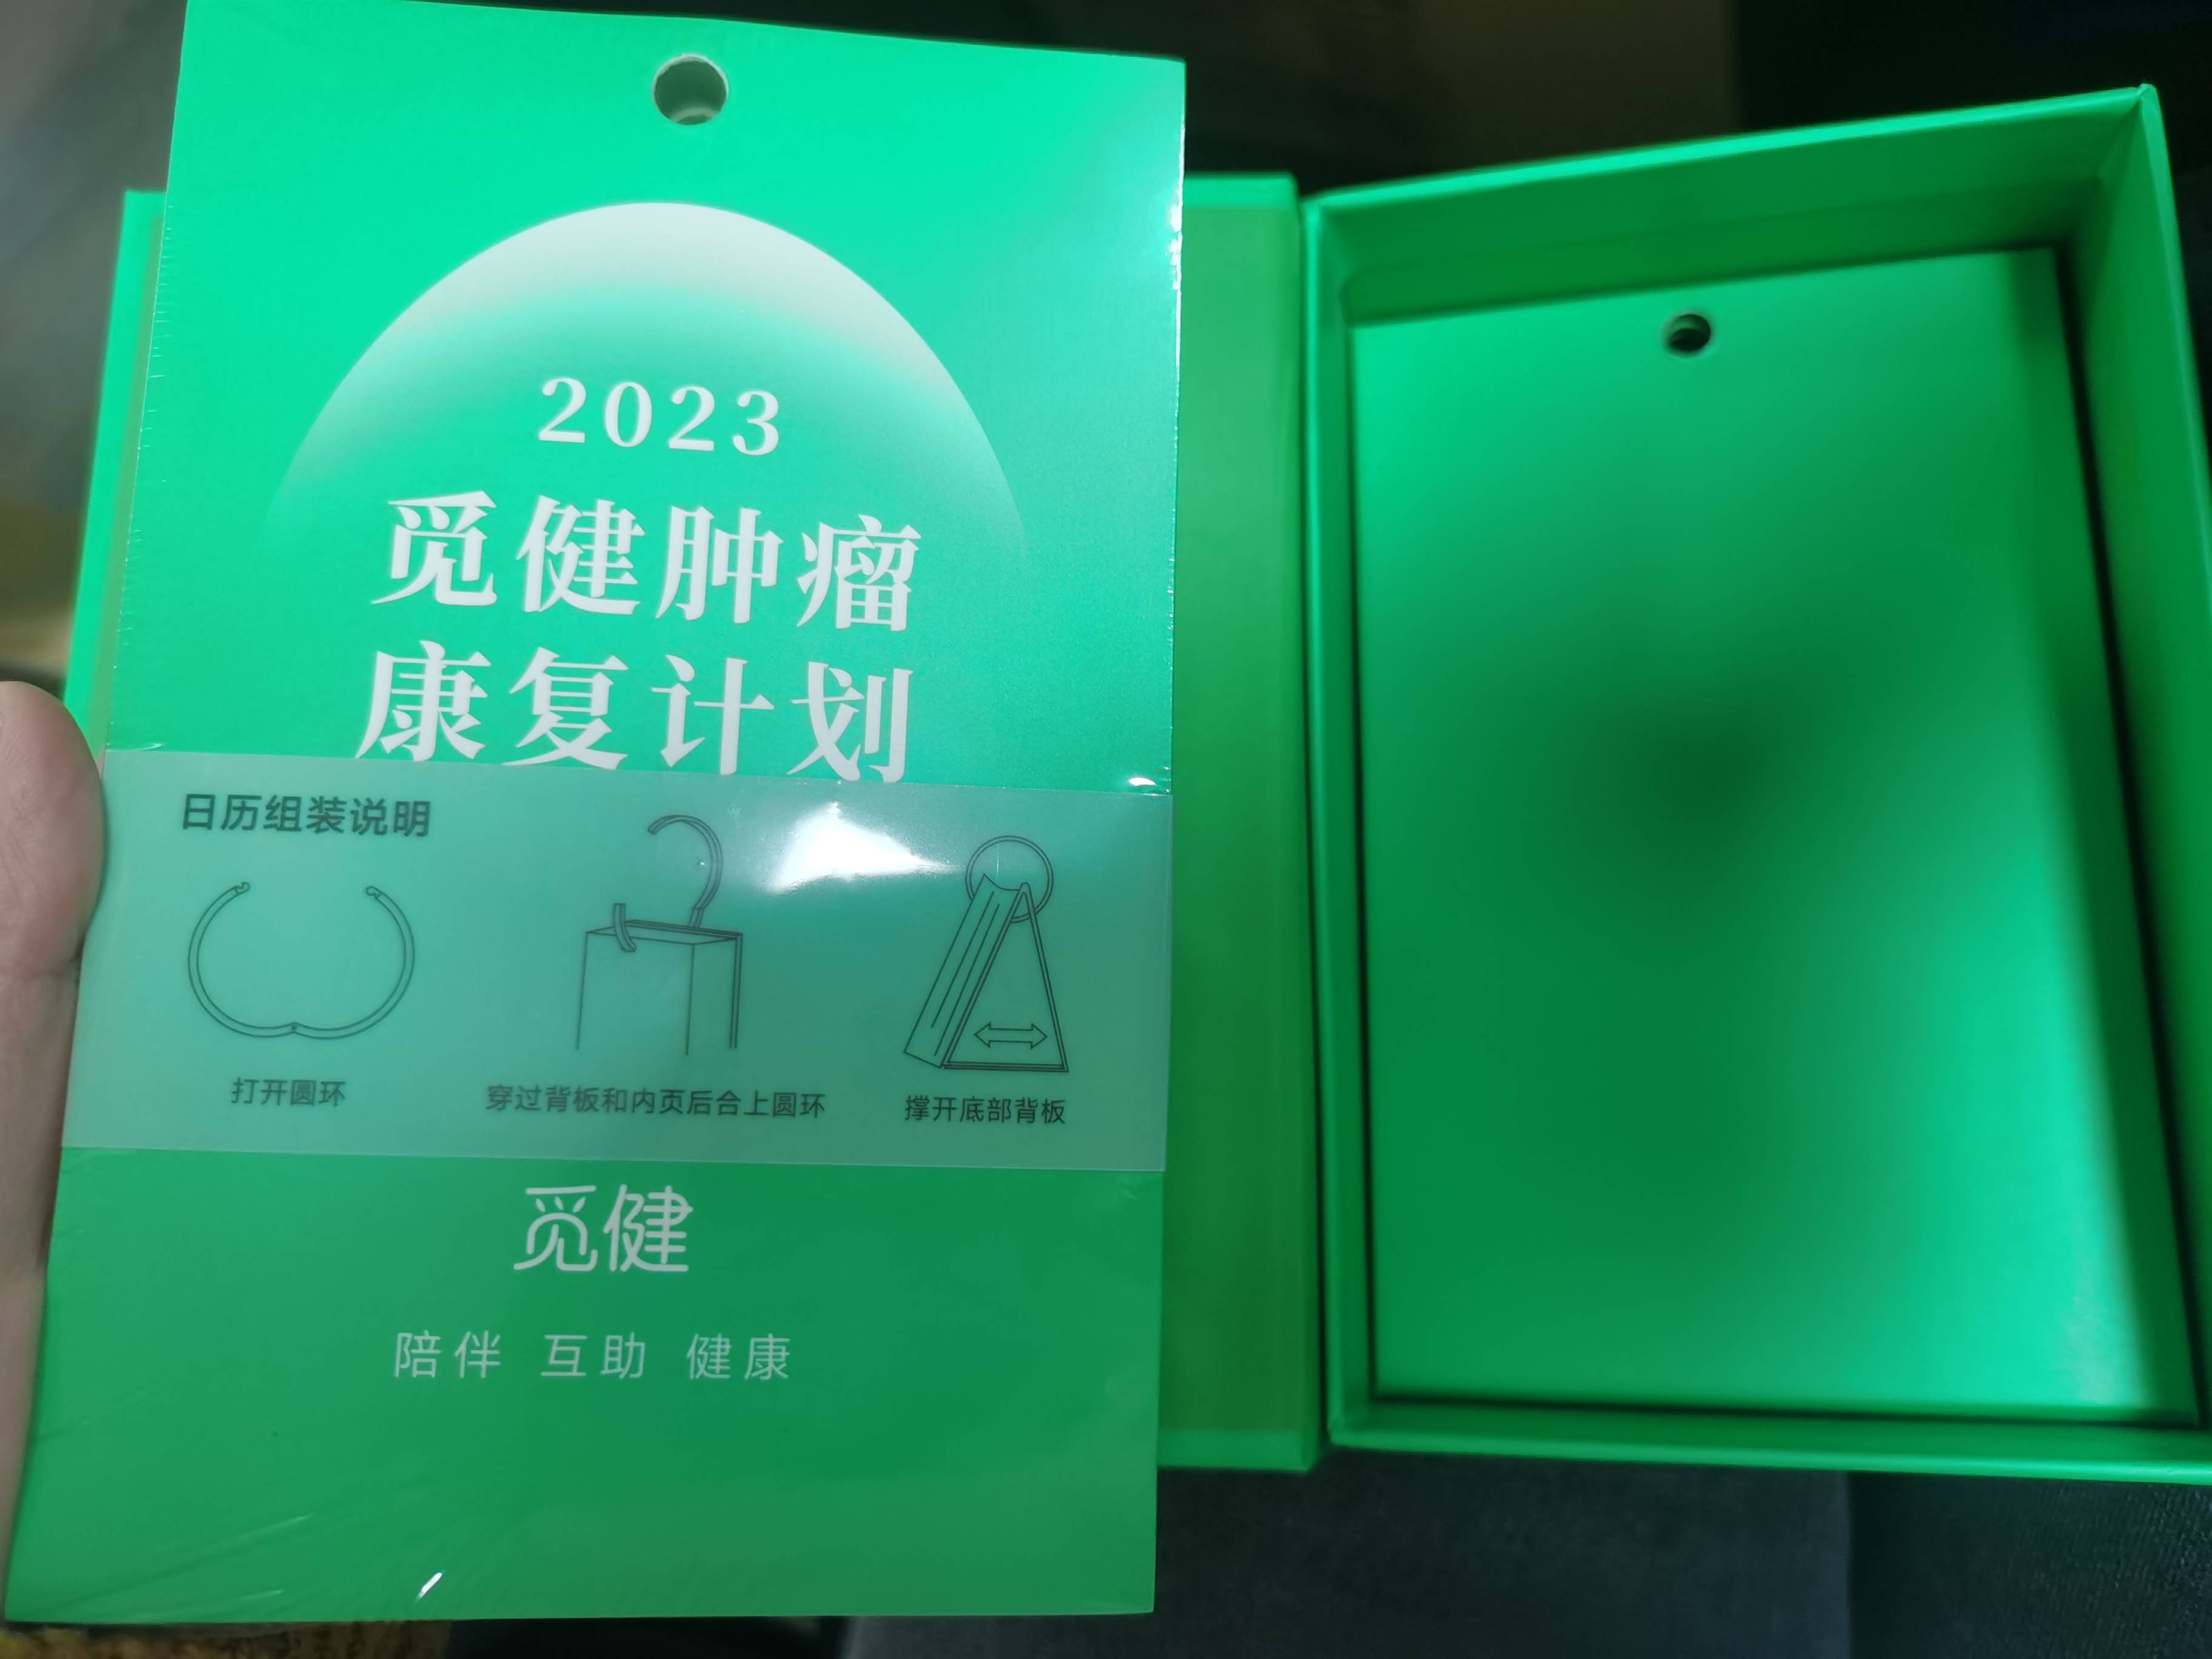 2023
觅健肿瘤
康复计划
日历组装说明
打开圆环
穿过背板和内页后合上圆环
撑开底部背板
觅健
陪伴 互助 健康